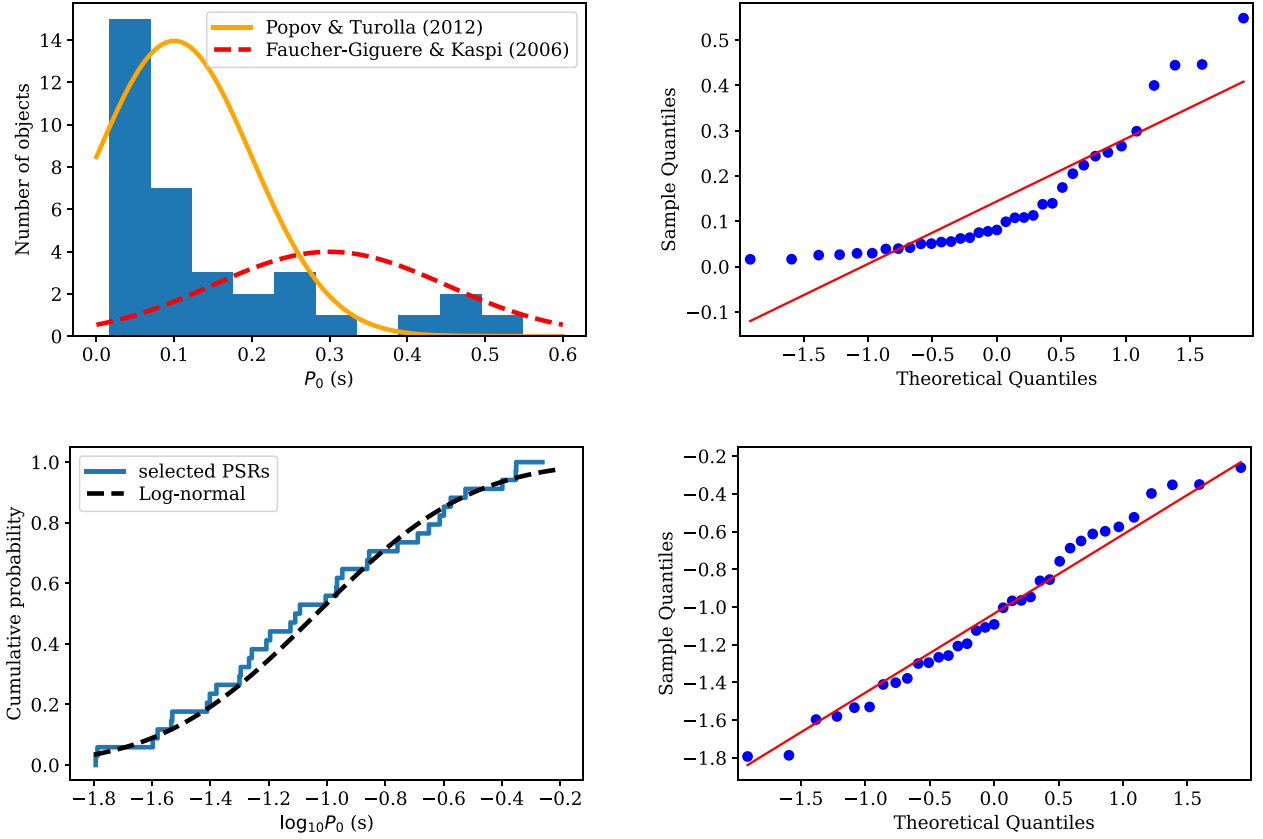 Popov & Turolla (2012)
Faucher-Giguere & Kaspi (2006)
Number of objects
14
12
10
8
6
4
2
0
0.0 0.1 0.2 0.3 0.4 0.5 0.6
P_0 (s)
Sample Quantiles
0.5
0.4
0.3
0.2
0.1
0.0
−0.1
−1.5 −1.0 −0.5 0.0 0.5 1.0 1.5
Theoretical Quantiles
selected PSRs
Log-normal
Cumulative probability
1.0
0.8
0.6
0.4
0.2
0.0
−1.8 −1.6 −1.4 −1.2 −1.0 −0.8 −0.6 −0.4 −0.2
log₁₀P₀ (s)
Sample Quantiles
−0.2
−0.4
−0.6
−0.8
−1.0
−1.2
−1.4
−1.6
−1.8
−1.5 −1.0 −0.5 0.0 0.5 1.0 1.5
Theoretical Quantiles